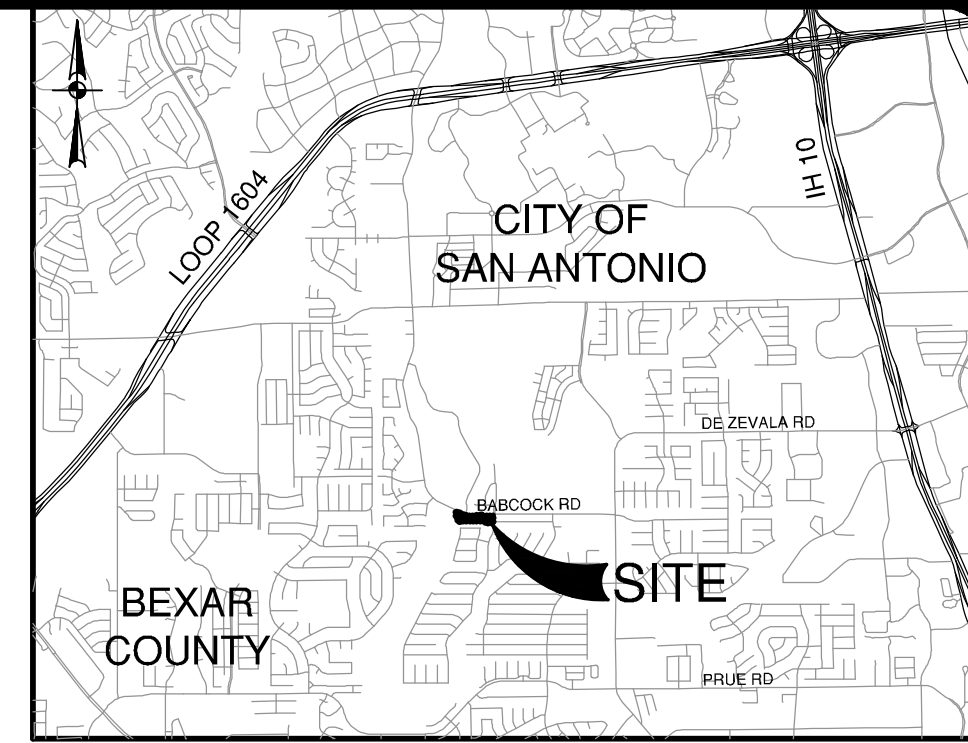 LOOP 1604
IH 10
CITY OF
SAN ANTONIO
DE ZEVALA RD
BABCOCK RD
SITE
BEXAR
COUNTY
PRUE RD